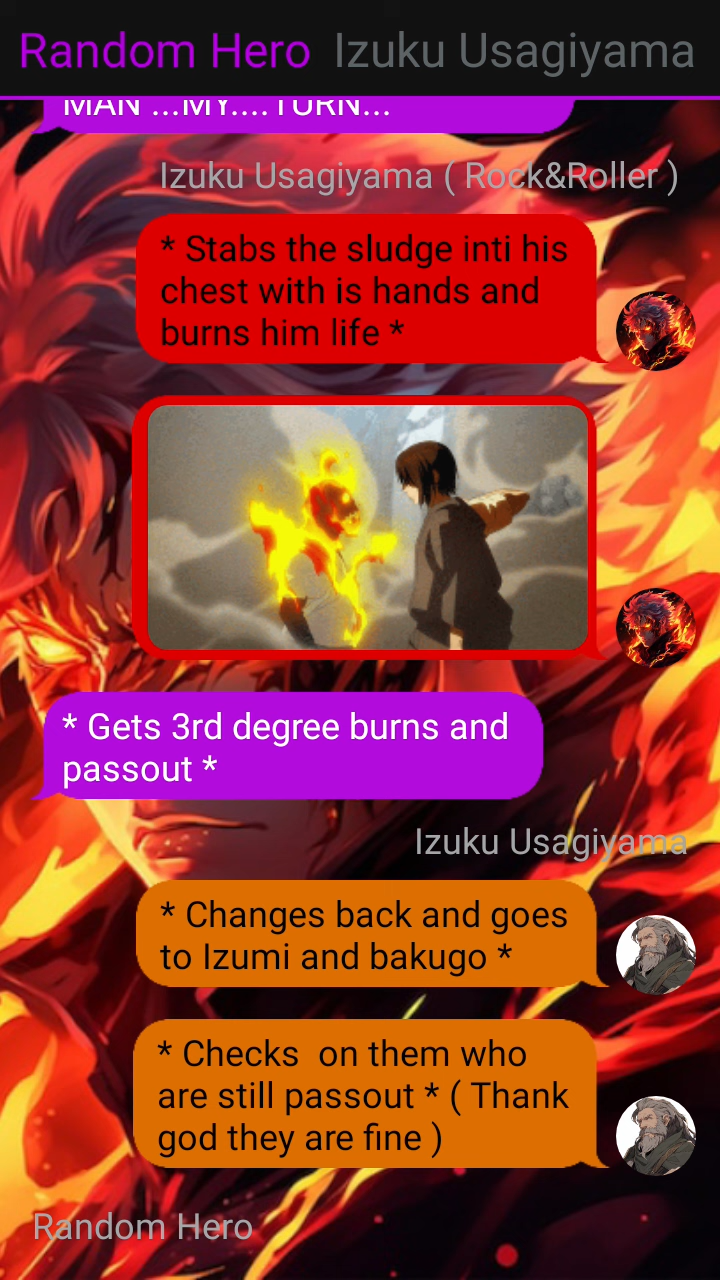 Random Hero Izuku Usagiyama
MAN ...MY....TURN...
Izuku Usagiyama ( Rock&Roller )
* Stabs the sludge inti his
chest with is hands and
burns him life *
* Gets 3rd degree burns and
passout *
Izuku Usagiyama
* Changes back and goes
to Izumi and bakugo *
* Checks  on them who
are still passout * ( Thank
god they are fine )
Random Hero